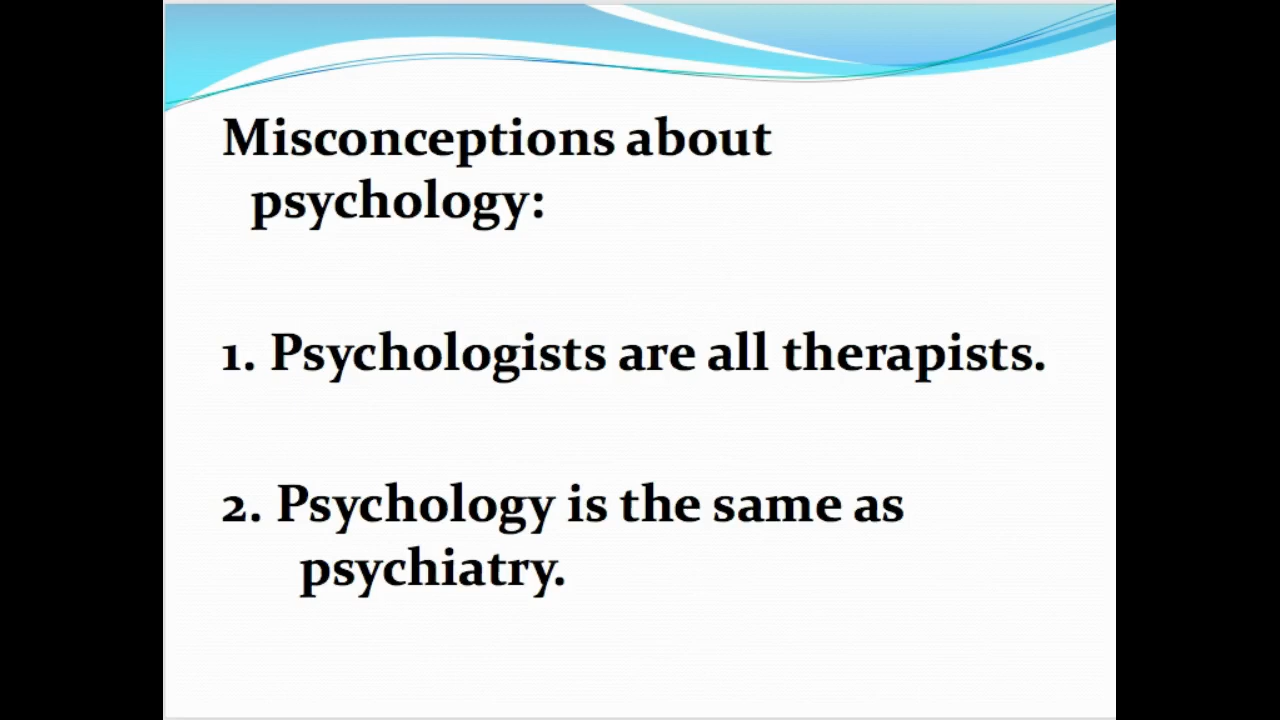 Misconceptions about
psychology:
1. Psychologists are all therapists.
2. Psychology is the same as
psychiatry.